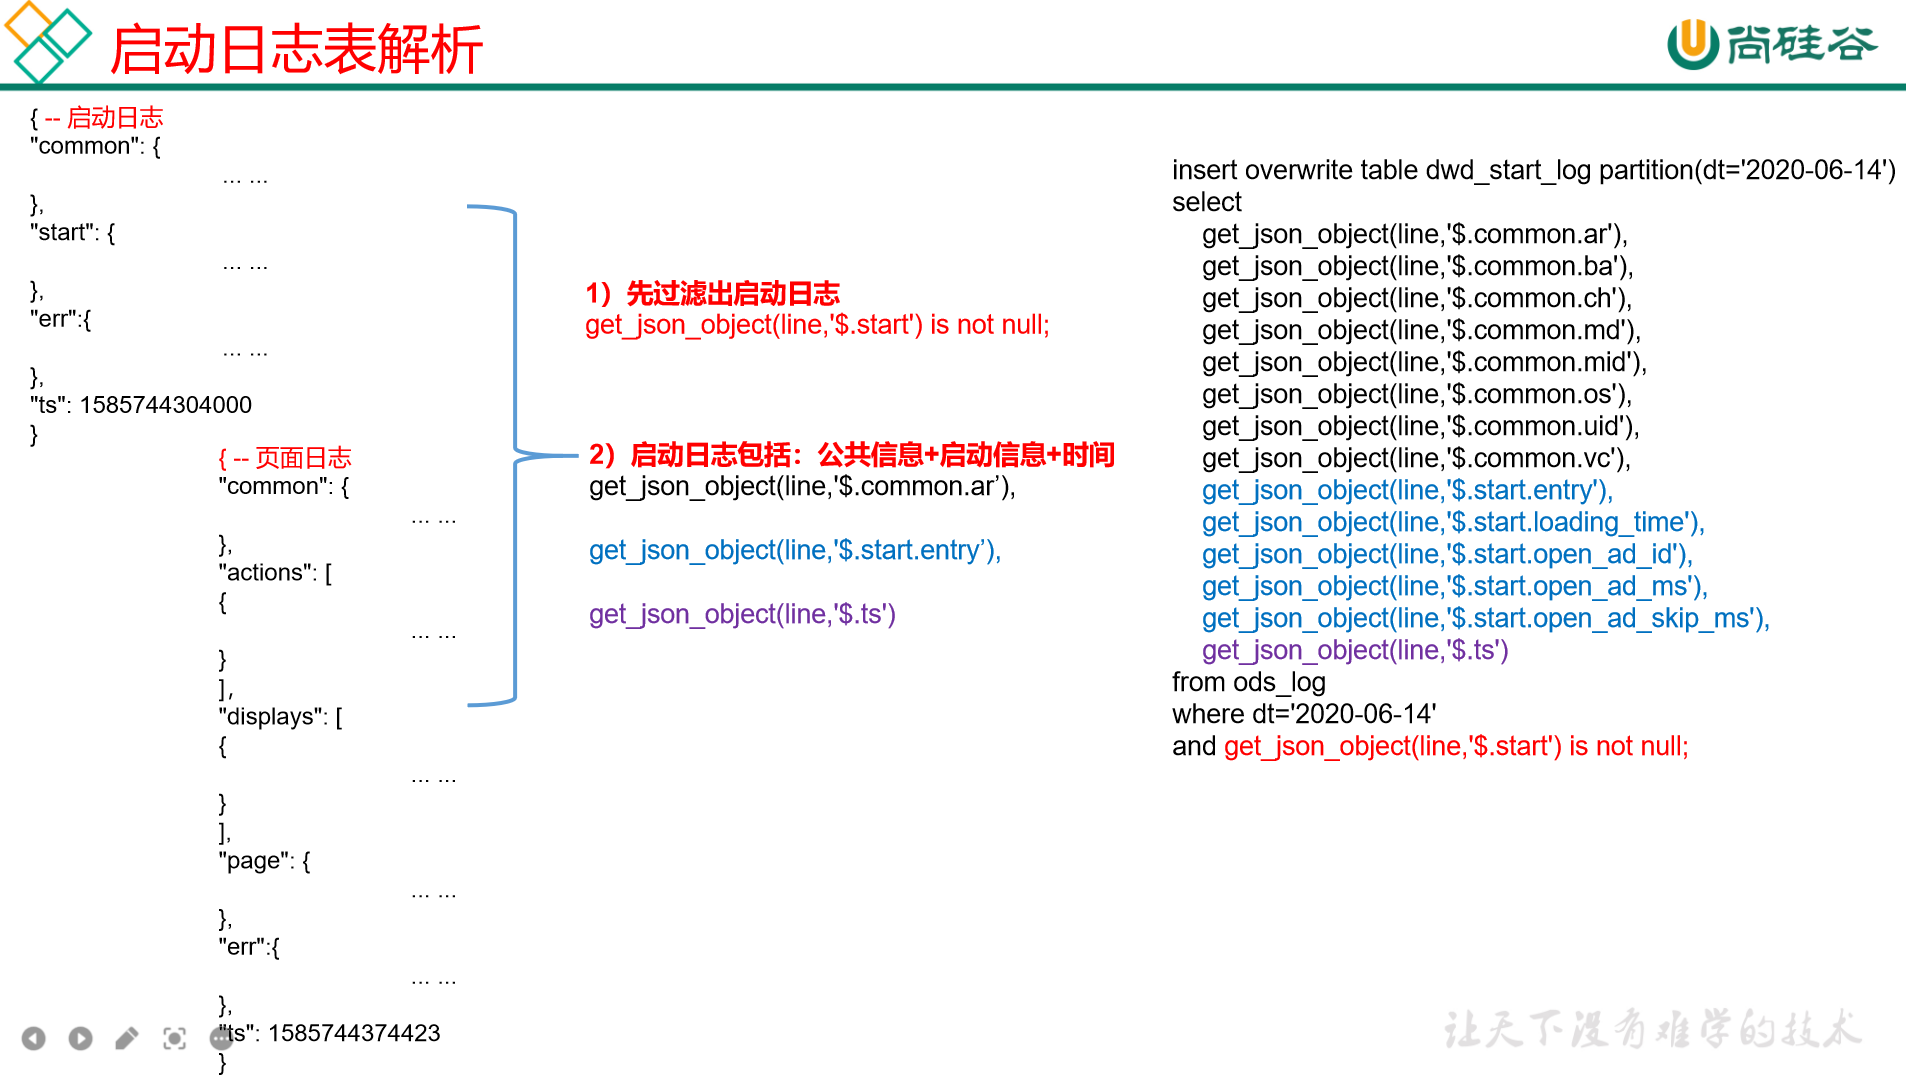 启动日志表解析
尚硅谷
{ -- 启动日志
"common": {
... ...
},
"start": {
... ...
},
"err":{
... ...
},
"ts": 1585744304000
}
{ -- 页面日志
"common": {
... ...
},
"actions": [
{
... ...
}
],
"displays": [
{
... ...
}
],
"page": {
... ...
},
"err":{
... ...
},
"ts": 1585744374423
}
1）先过滤出启动日志
get_json_object(line,'$.start') is not null;
2）启动日志包括：公共信息+启动信息+时间
get_json_object(line,'$.common.ar’),
get_json_object(line,'$.start.entry’),
get_json_object(line,'$.ts')
insert overwrite table dwd_start_log partition(dt='2020-06-14')
select
get_json_object(line,'$.common.ar'),
get_json_object(line,'$.common.ba'),
get_json_object(line,'$.common.ch'),
get_json_object(line,'$.common.md'),
get_json_object(line,'$.common.mid'),
get_json_object(line,'$.common.os'),
get_json_object(line,'$.common.uid'),
get_json_object(line,'$.common.vc'),
get_json_object(line,'$.start.entry'),
get_json_object(line,'$.start.loading_time'),
get_json_object(line,'$.start.open_ad_id'),
get_json_object(line,'$.start.open_ad_ms'),
get_json_object(line,'$.start.open_ad_skip_ms'),
get_json_object(line,'$.ts')
from ods_log
where dt='2020-06-14'
and get_json_object(line,'$.start') is not null;
让天下没有难学的技术